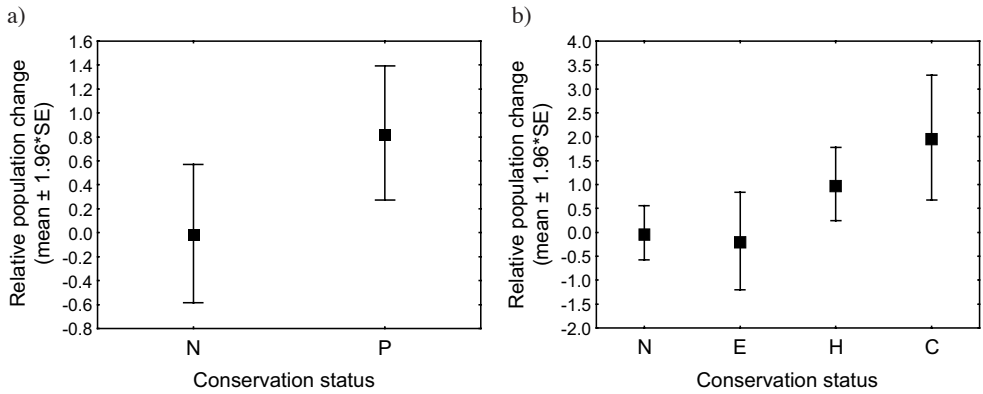 a)
Relative population change
(mean ± 1.96*SE)
1.6
1.4
1.2
1.0
0.8
0.6
0.4
0.2
0.0
-0.2
-0.4
-0.6
-0.8
N P
Conservation status
b)
Relative population change
(mean ± 1.96*SE)
4.0
3.5
3.0
2.5
2.0
1.5
1.0
0.5
0.0
-0.5
-1.0
-1.5
-2.0
N E H C
Conservation status